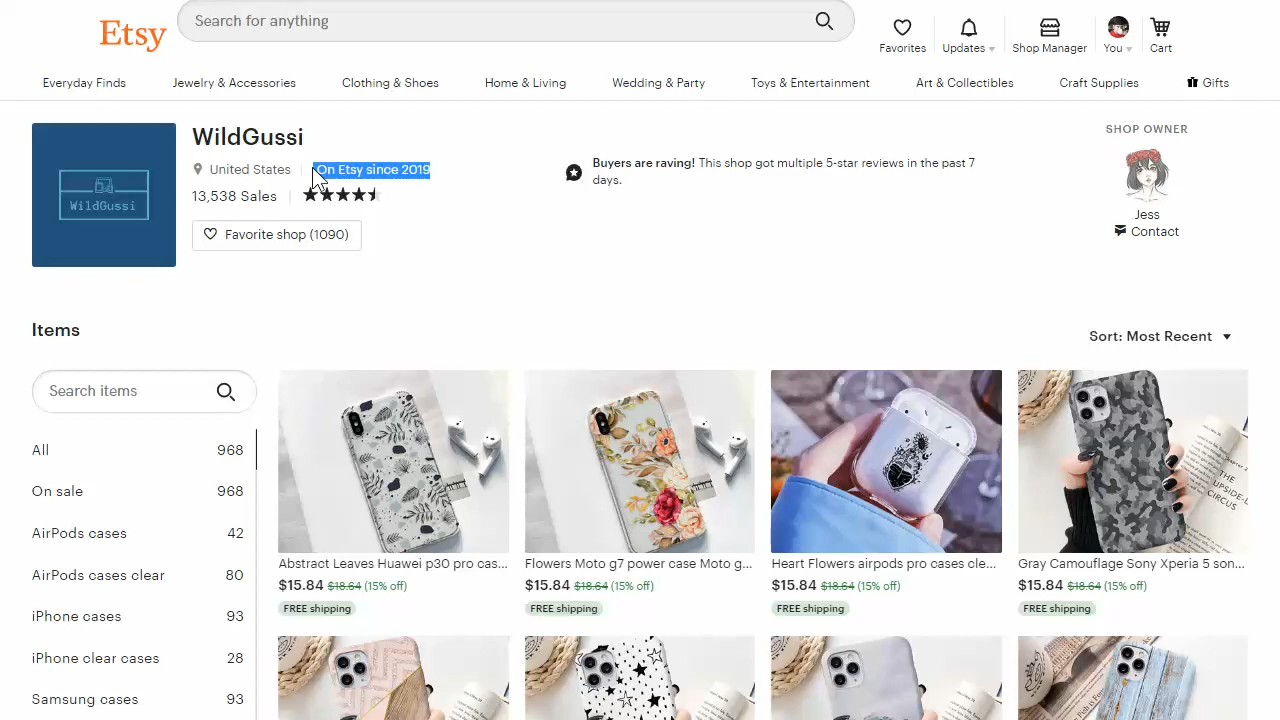 Etsy
Search for anything
Favorites
Updates
Shop Manager
You
Cart
Everyday Finds
Jewelry & Accessories
Clothing & Shoes
Home & Living
Wedding & Party
Toys & Entertainment
Art & Collectibles
Craft Supplies
Gifts
WildGussi
WildGussi
United States
On Etsy since 2019
13,538 Sales
Favorite shop (1090)
Buyers are raving! This shop got multiple 5-star reviews in the past 7
days.
SHOP OWNER
Jess
Contact
Items
Sort: Most Recent
Search items
All 968
On sale 968
AirPods cases 42
AirPods cases clear 80
iPhone cases 93
iPhone clear cases 28
Samsung cases 93
Abstract Leaves Huawei p30 pro cas...
$15.84 $18.64 (15% off)
FREE shipping
Flowers Moto g7 power case Moto g...
$15.84 $18.64 (15% off)
FREE shipping
Heart Flowers airpods pro cases cle...
$15.84 $18.64 (15% off)
FREE shipping
THE
UPSIDE-
CIRCUS
Gray Camouflage Sony Xperia 5 son...
$15.84 $18.64 (15% off)
FREE shipping